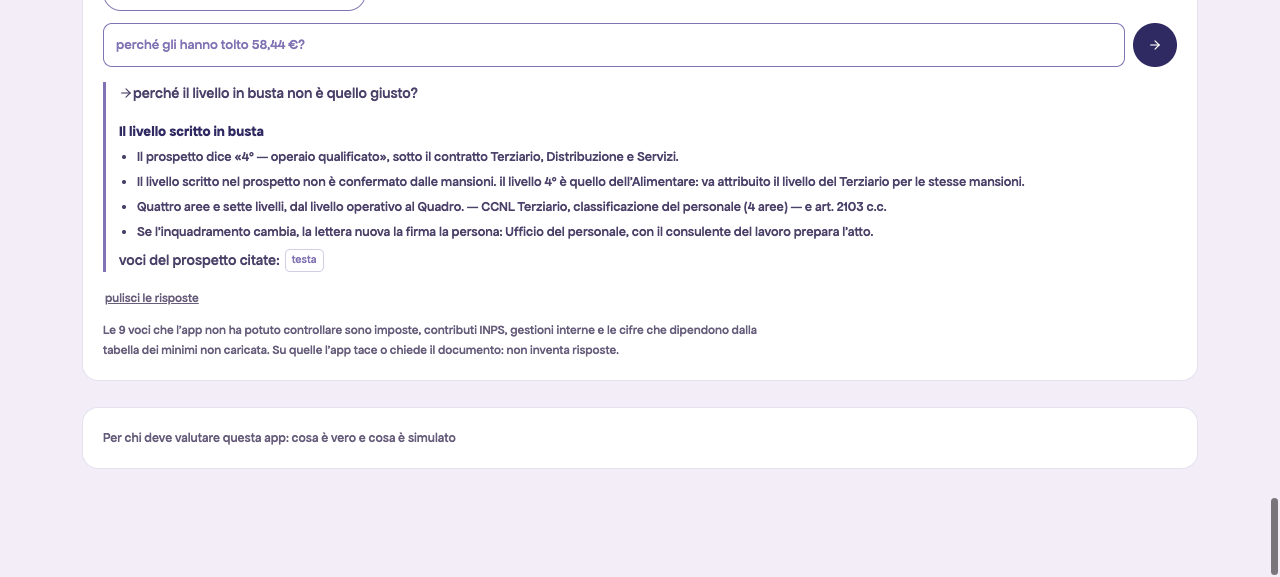 perché gli hanno tolto 58,44 €?
→
→perché il livello in busta non è quello giusto?
Il livello scritto in busta
• Il prospetto dice «4° — operaio qualificato», sotto il contratto Terziario, Distribuzione e Servizi.
• Il livello scritto nel prospetto non è confermato dalle mansioni. il livello 4° è quello dell'Alimentare: va attribuito il livello del Terziario per le stesse mansioni.
• Quattro aree e sette livelli, dal livello operativo al Quadro. — CCNL Terziario, classificazione del personale (4 aree) — e art. 2103 c.c.
• Se l'inquadramento cambia, la lettera nuova la firma la persona: Ufficio del personale, con il consulente del lavoro prepara l'atto.
voci del prospetto citate: testa
pulisci le risposte
Le 9 voci che l'app non ha potuto controllare sono imposte, contributi INPS, gestioni interne e le cifre che dipendono dalla
tabella dei minimi non caricata. Su quelle l'app tace o chiede il documento: non inventa risposte.
Per chi deve valutare questa app: cosa è vero e cosa è simulato